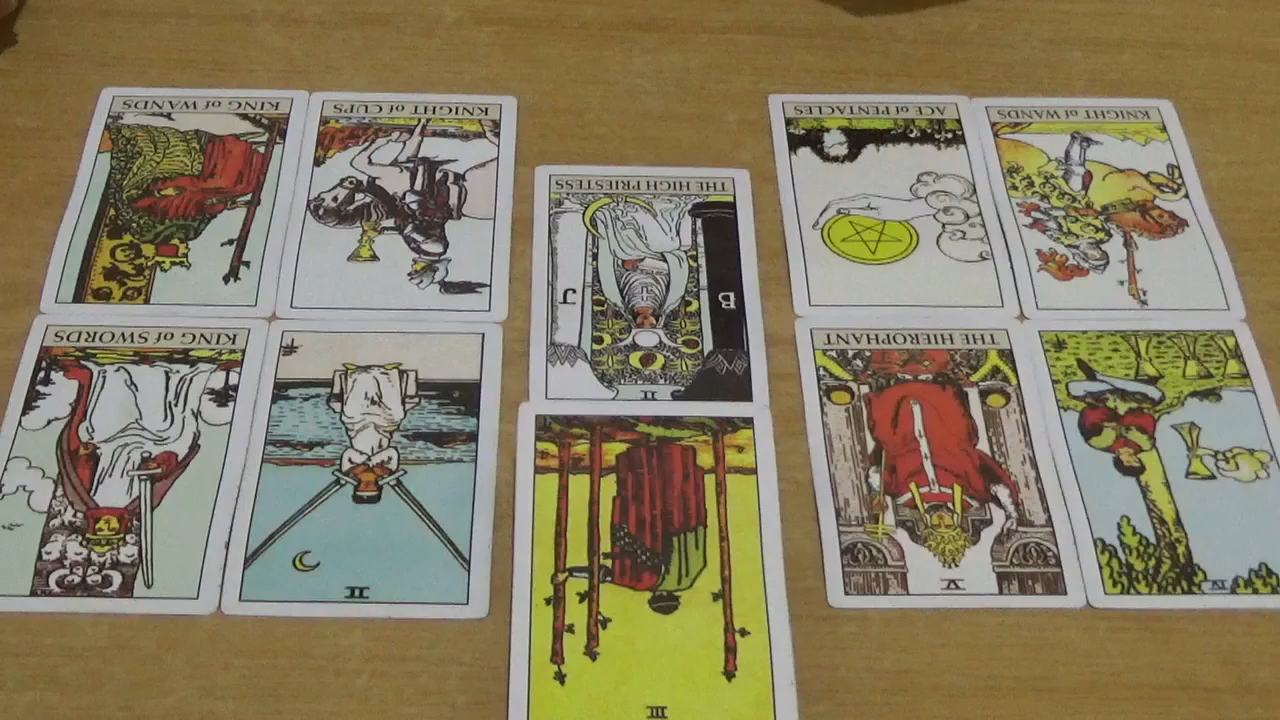 KING of WANDS
KNIGHT of CUPS
THE HIGH PRIESTESS
J
B
II
ACE of PENTACLES
KNIGHT of WANDS
KING of SWORDS
II
III
THE HIEROPHANT
V
IV